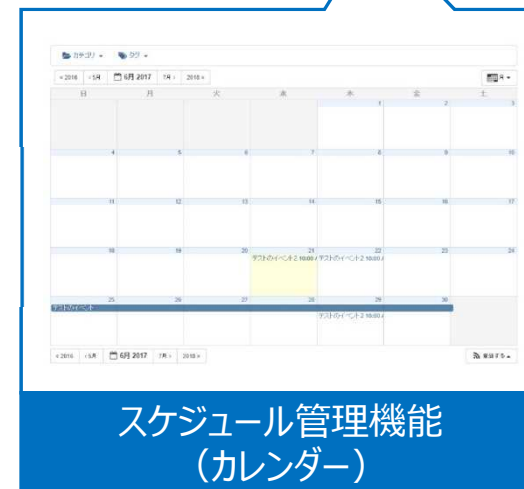 カテゴリ タグ
« 2016 ‹ 5月 6月 2017 7月 › 2018 » 月
日 月 火 水 木 金 土
1 2 3
4 5 6 7 8 9 10
11 12 13 14 15 16 17
18 19 20 21 22 23 24
テストのイベント2 10:00 / テストのイベント2 10:00 /
25 26 27 28 29 30
テストのイベント
テストのイベント2 10:00 /
« 2016 ‹ 5月 6月 2017 7月 › 2018 »
スケジュール管理機能
（カレンダー）